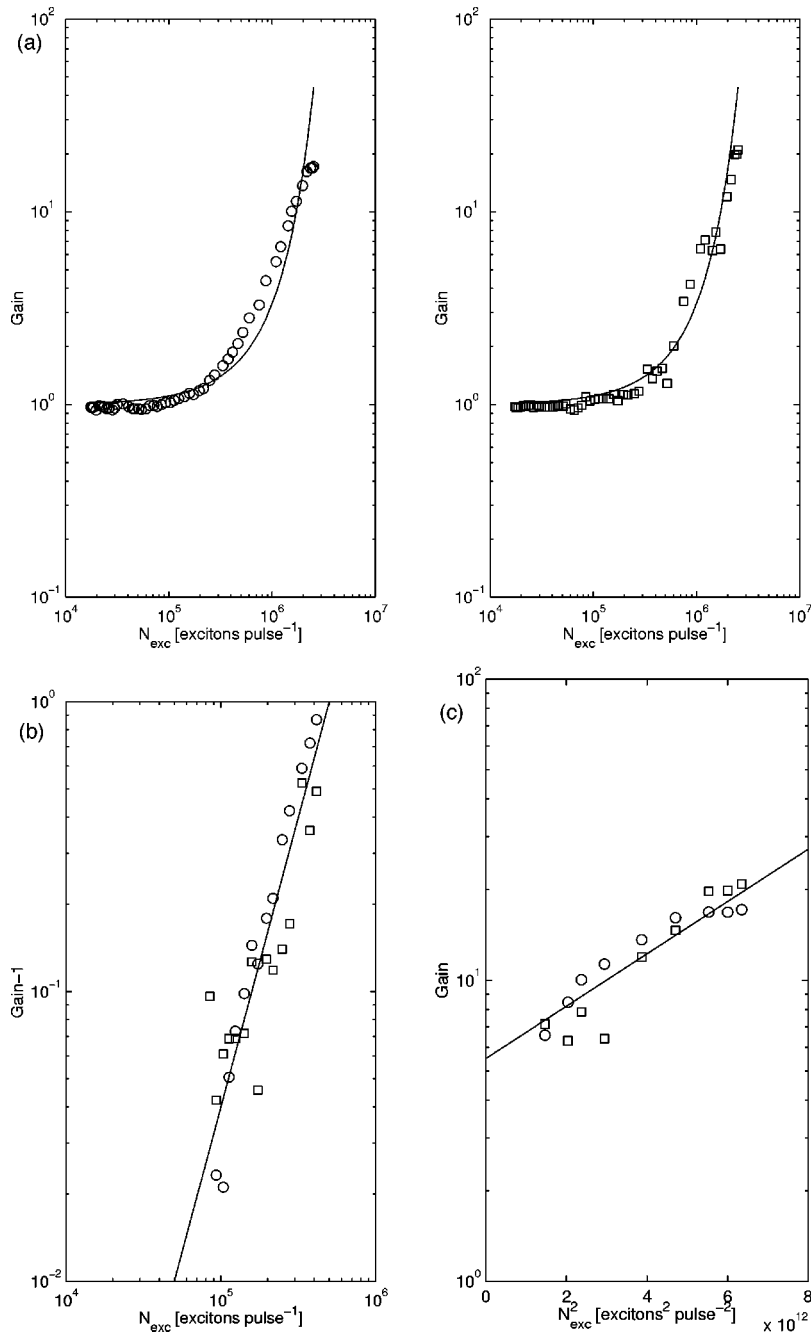 (a)
10^2
10^1
Gain
10^0
10^-1
10^4
10^5
10^6
10^7
N_exc [excitons pulse^-1]
10^2
10^1
Gain
10^0
10^-1
10^4
10^5
10^6
10^7
N_exc [excitons pulse^-1]
(b)
10^0
Gain-1
10^-1
10^-2
10^4
10^5
10^6
N_exc [excitons pulse^-1]
(c)
10^2
Gain
10^1
10^0
0
2
4
6
8
N_exc^2 [excitons^2 pulse^-2]
x 10^12